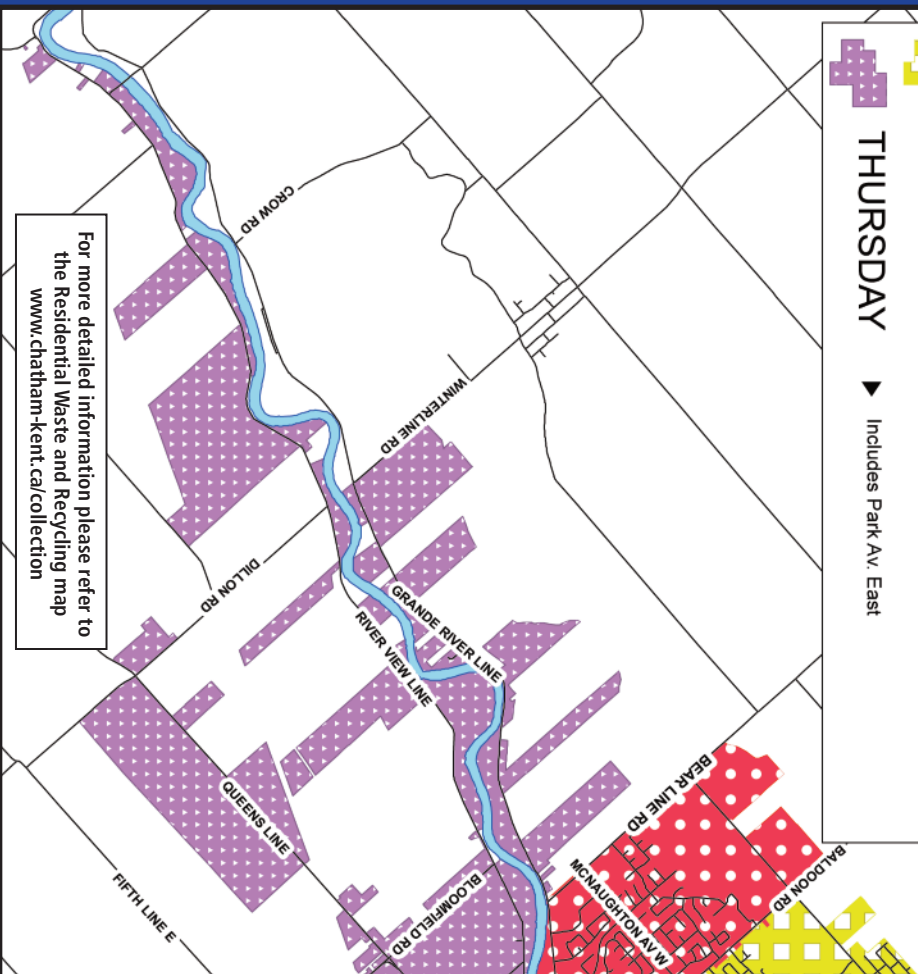 THURSDAY
Includes Park Av. East
CROW RD
WINTERLINE RD
DILLON RD
GRANDE RIVER LINE
RIVER VIEW LINE
BEAR LINE RD
BALDOON RD
MCNAUGHTON AV W
QUEENS LINE
BLOOMFIELD RD
FIFTH LINE E
For more detailed information please refer to
the Residential Waste and Recycling map
www.chatham-kent.ca/collection